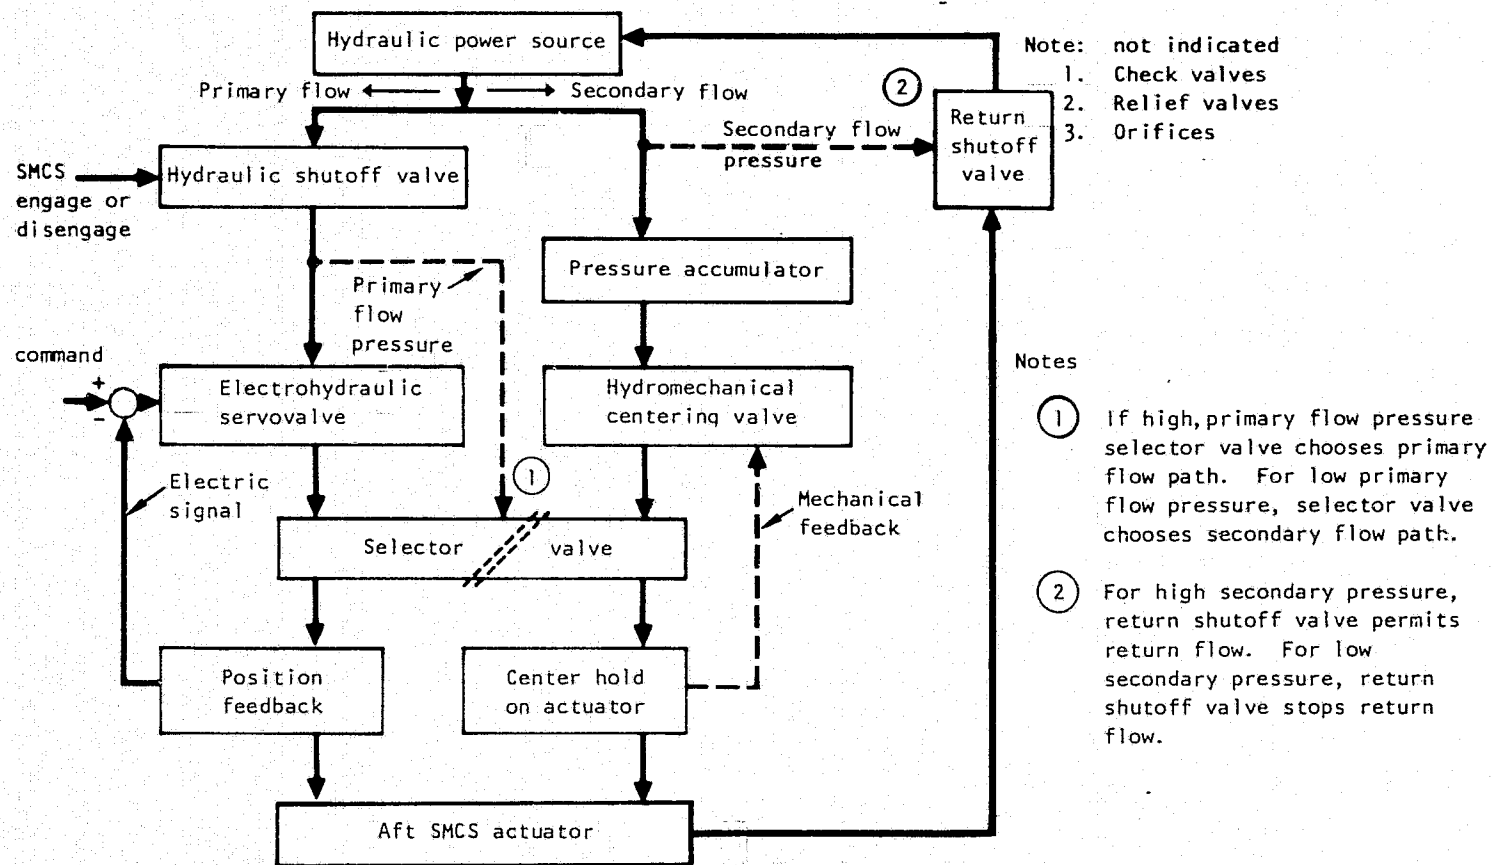 Hydraulic power source
Primary flow
Secondary flow
2
Return
shutoff
valve
Note: not indicated
1. Check valves
2. Relief valves
3. Orifices
Secondary flow
pressure
SMCS
engage or
disengage
Hydraulic shutoff valve
Pressure accumulator
Primary
flow
pressure
command
+
-
Electrohydraulic
servovalve
Hydromechanical
centering valve
Electric
signal
1
Mechanical
feedback
Selector valve
Position
feedback
Center hold
on actuator
Aft SMCS actuator
Notes
1 If high, primary flow pressure
selector valve chooses primary
flow path. For low primary
flow pressure, selector valve
chooses secondary flow path.
2 For high secondary pressure,
return shutoff valve permits
return flow. For low
secondary pressure, return
shutoff valve stops return
flow.